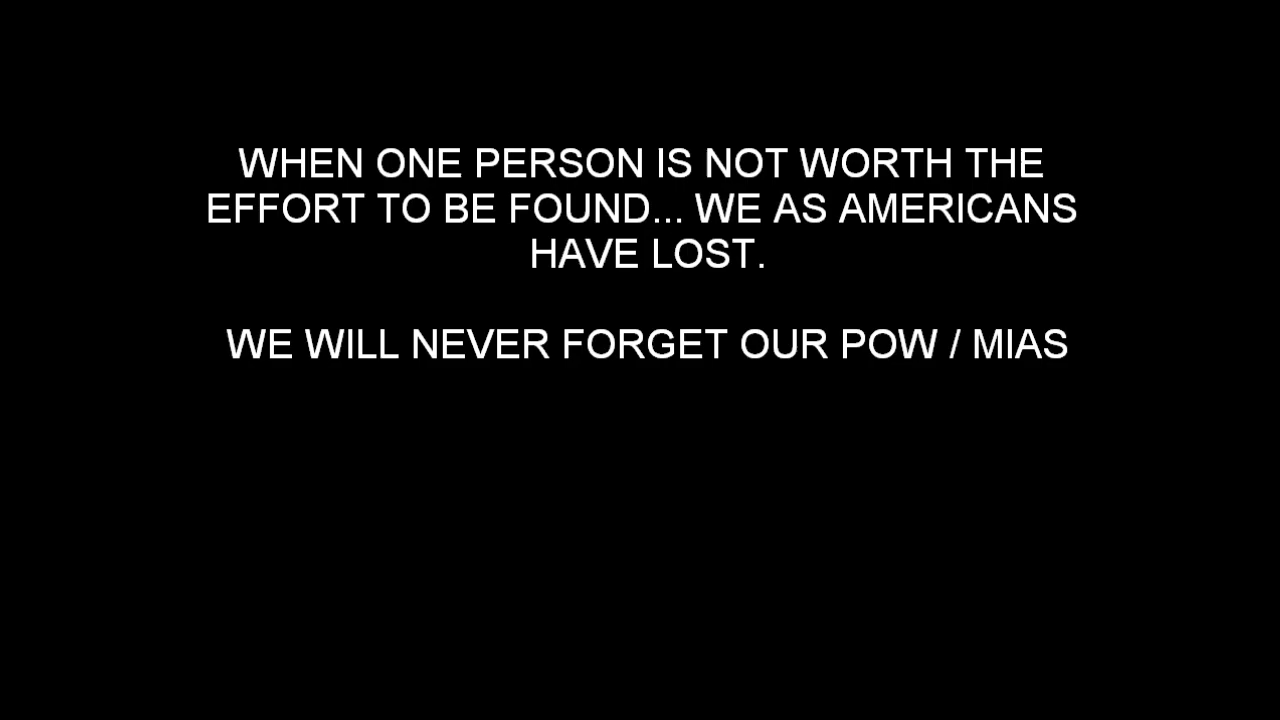 WHEN ONE PERSON IS NOT WORTH THE
EFFORT TO BE FOUND... WE AS AMERICANS
HAVE LOST.
WE WILL NEVER FORGET OUR POW / MIAS